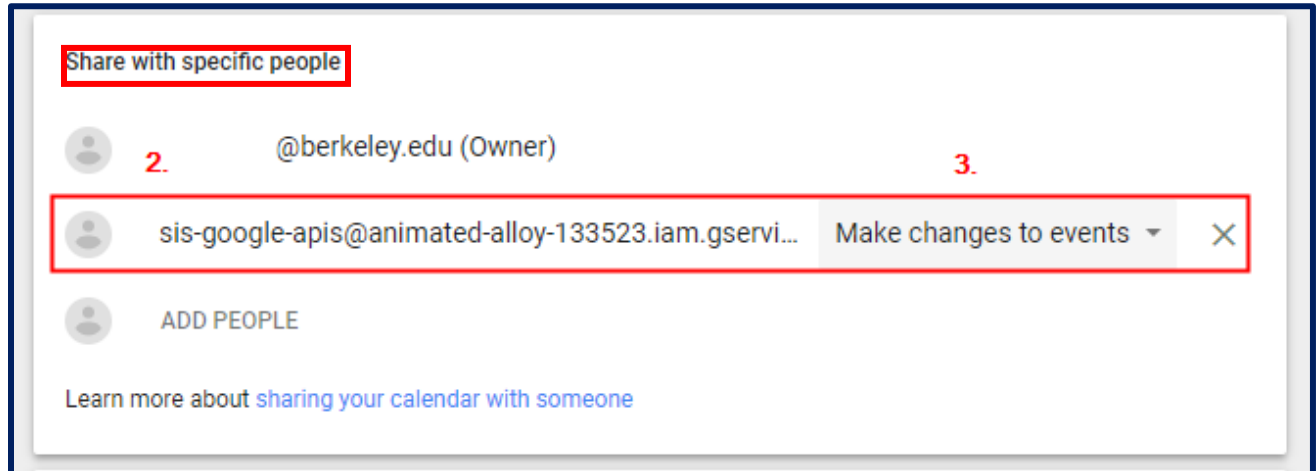 Share with specific people
@berkeley.edu (Owner)
2.
3.
sis-google-apis@animated-alloy-133523.iam.gservi... Make changes to events
ADD PEOPLE
Learn more about sharing your calendar with someone